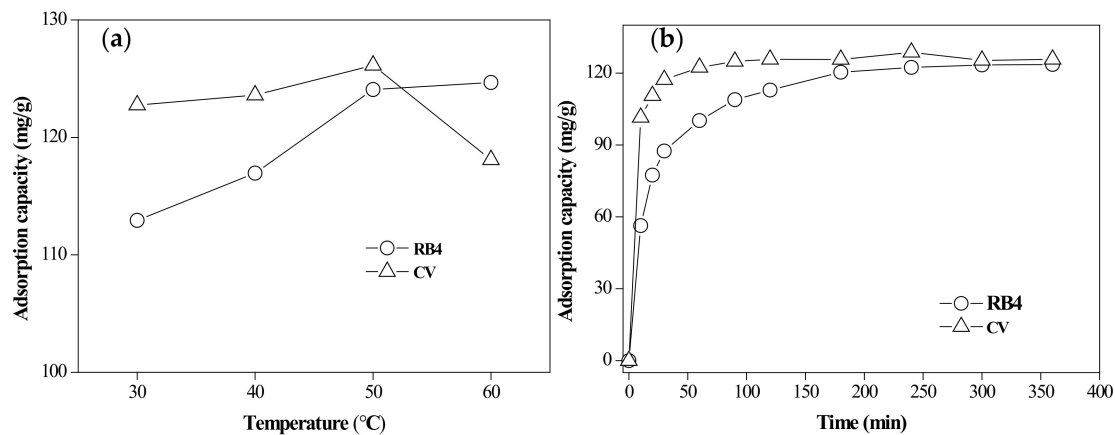 (a)
Adsorption capacity (mg/g)
130
120
110
100
30 40 50 60
Temperature (°C)
RB4
CV
(b)
Adsorption capacity (mg/g)
120
90
60
30
0
0 50 100 150 200 250 300 350 400
Time (min)
RB4
CV